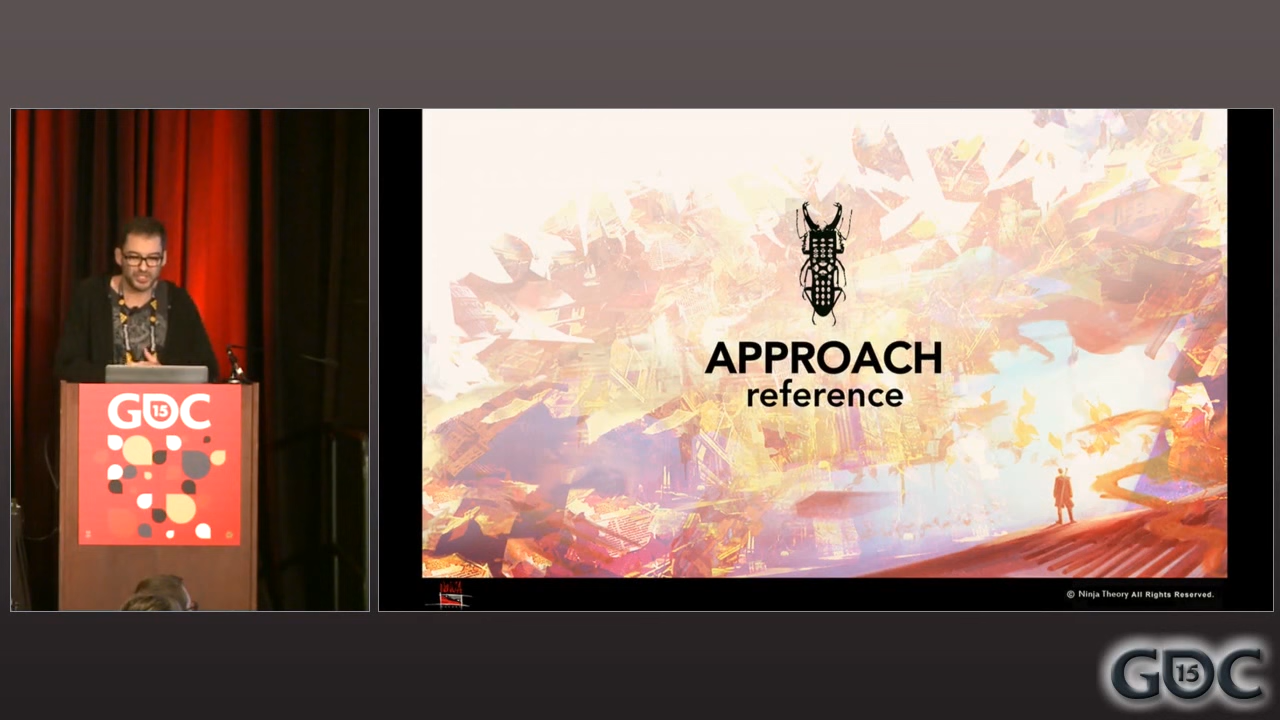 APPROACH
reference
GDC
15
© Ninja Theory All Rights Reserved.
GDC
15